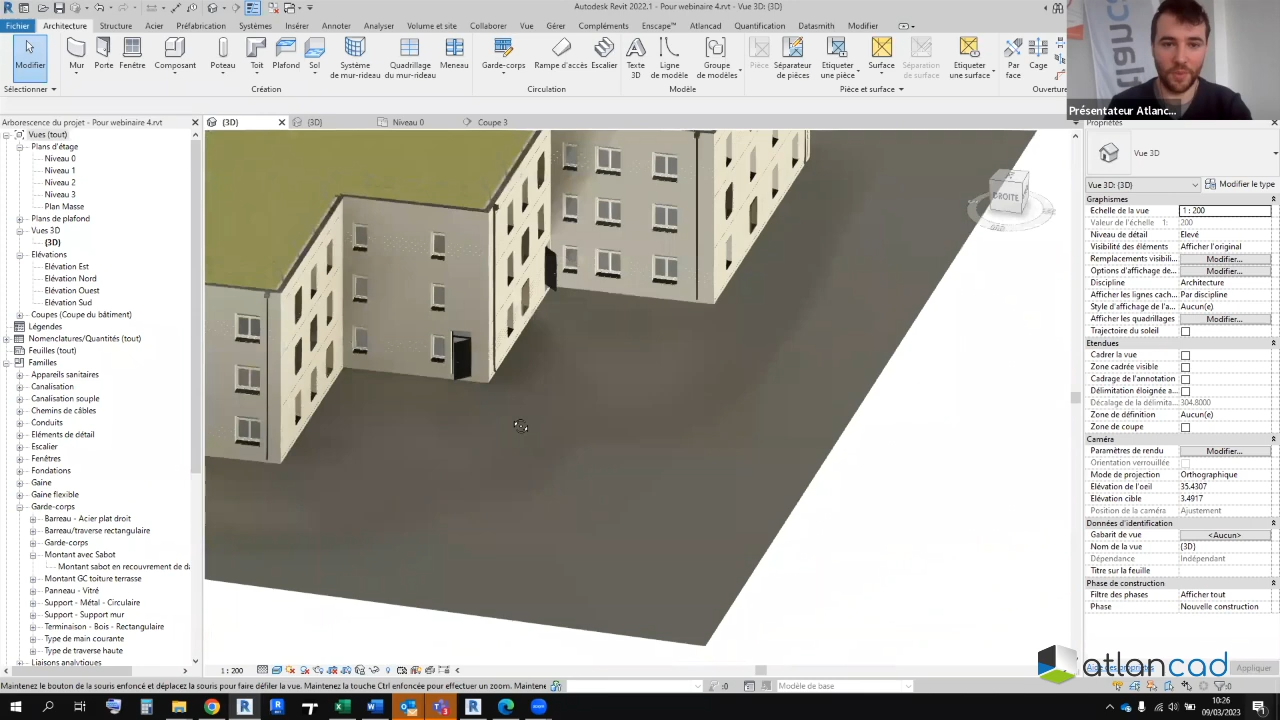 Autodesk Revit 2022.1 - Pour webinaire 4.rvt - Vue 3D: {3D}
Fichier Architecture Structure Acier Préfabrication Systèmes Insérer Annoter Analyser Volume et site Collaborer Vue Gérer Compléments Enscape™ Atlancad Quantification Datasmith Modifier
Modifier Mur Porte Fenêtre Composant Poteau Toit Plafond Sol Système de mur-rideau Quadrillage du mur-rideau Meneau Garde-corps Rampe d'accès Escalier Texte 3D Ligne de modèle Groupe de modèles Pièce Séparateur de pièces Etiqueter une pièce Surface Séparation de surface Etiqueter une surface Par face Cage
Sélectionner Création Circulation Modèle Pièce et surface Ouverture
Présentateur Atlanc...
atlanca
Arborescence du projet - Pour webinaire 4.rvt
{3D} {3D} Niveau 0 Coupe 3
Vues (tout)
Plans d'étage
Niveau 0
Niveau 1
Niveau 2
Niveau 3
Plan Masse
Plans de plafond
Vues 3D
{3D}
Elévations
Elévation Est
Elévation Nord
Elévation Ouest
Elévation Sud
Coupes (Coupe du bâtiment)
Légendes
Nomenclatures/Quantités (tout)
Feuilles (tout)
Familles
Appareils sanitaires
Canalisation
Canalisation souple
Chemins de câbles
Conduits
Eléments de détail
Escalier
Fenêtres
Fondations
Gaine
Gaine flexible
Garde-corps
Barreau - Acier plat droit
Barreau/traverse rectangulaire
Garde-corps
Montant avec Sabot
Montant sabot en recouvrement de da
Montant GC toiture terrasse
Panneau - Vitré
Support - Métal - Circulaire
Support - Support mur
Terminaison - Bois - Rectangulaire
Type de main courante
Type de traverse haute
Liaisons analytiques
DROITE
Propriétés
Vue 3D
Vue 3D: {3D} Modifier le type
Graphismes
Echelle de la vue 1 : 200
Valeur de l'échelle 1: 200
Niveau de détail Elevé
Visibilité des éléments Afficher l'original
Remplacements visibili... Modifier...
Options d'affichage de... Modifier...
Discipline Architecture
Afficher les lignes cach... Par discipline
Style d'affichage de l'a... Aucun(e)
Afficher les quadrillages Modifier...
Trajectoire du soleil
Etendues
Cadrer la vue
Zone cadrée visible
Cadrage de l'annotation
Délimitation éloignée a...
Décalage de la délimita... 304.8000
Zone de définition Aucun(e)
Zone de coupe
Caméra
Paramètres de rendu Modifier...
Orientation verrouillée
Mode de projection Orthographique
Elévation de l'oeil 35.4307
Elévation cible 3.4917
Position de la caméra Ajustement
Données d'identification
Gabarit de vue <Aucun>
Nom de la vue {3D}
Dépendance Indépendant
Titre sur la feuille
Phase de construction
Filtre des phases Afficher tout
Phase Nouvelle construction
Aide des propriétés Appliquer
atlancad
1 : 200
Maintenez le bouton de la souris enfoncé et déplacez la souris pour faire défiler la vue. Maintenez la touche Ctrl enfoncée pour effectuer un zoom. Maintene
:0 Modèle de base :0
10:26
09/03/2023